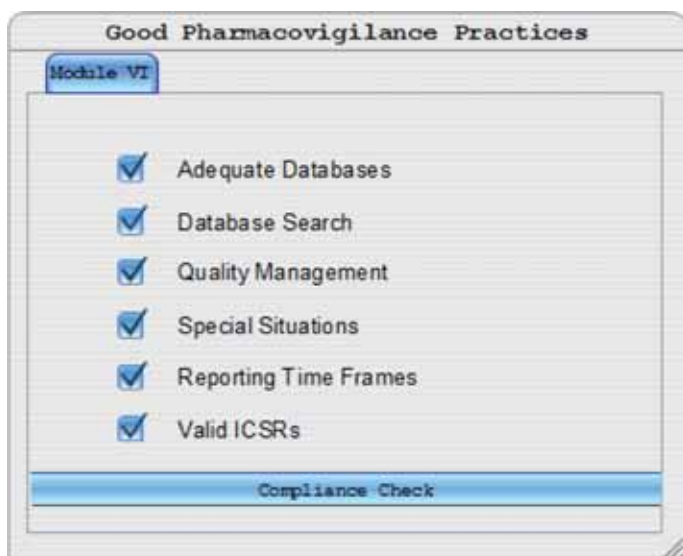 Good Pharmacovigilance Practices
Module VI
Adequate Databases
Database Search
Quality Management
Special Situations
Reporting Time Frames
Valid ICSRs
Compliance Check